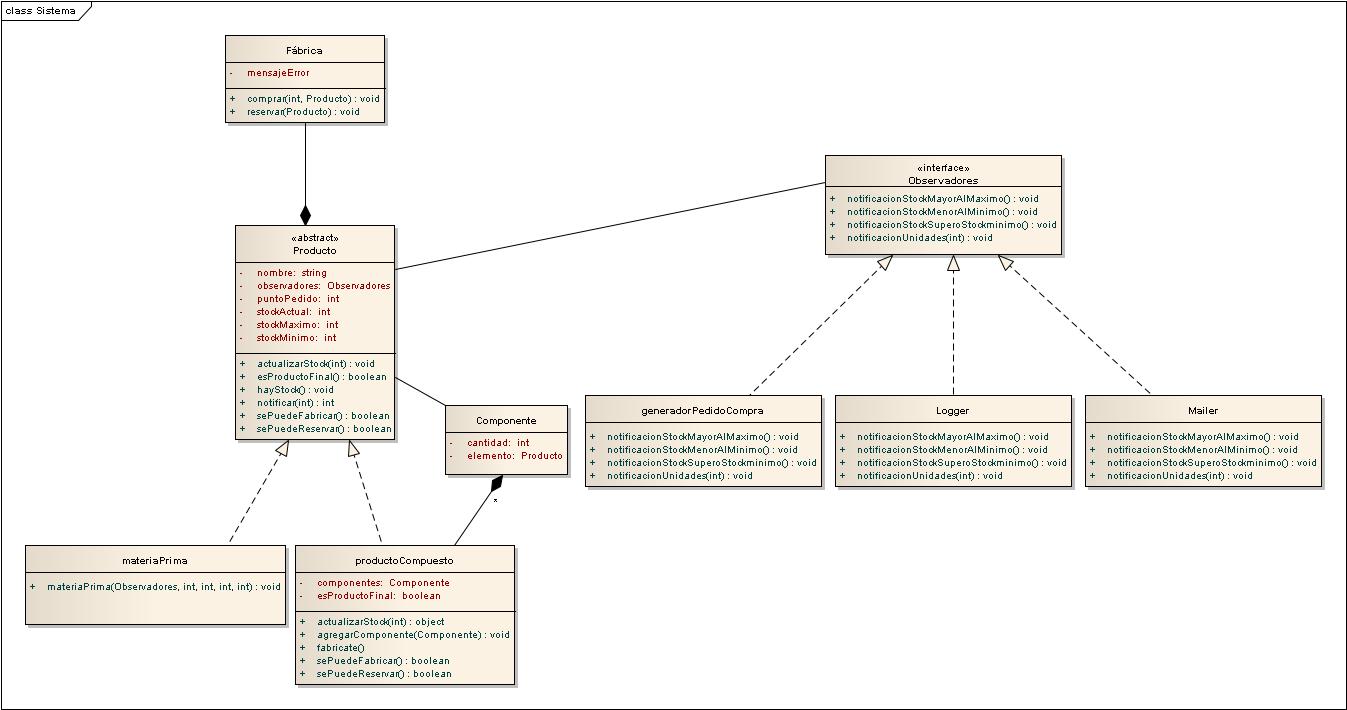 class Sistema
Fábrica
- mensajeError
+ comprar(int, Producto) : void
+ reservar(Producto) : void
«interface»
Observadores
+ notificacionStockMayorAlMaximo() : void
+ notificacionStockMenorAlMinimo() : void
+ notificacionStockSuperoStockminimo() : void
+ notificacionUnidades(int) : void
«abstract»
Producto
- nombre: string
- observadores: Observadores
- puntoPedido: int
- stockActual: int
- stockMaximo: int
- stockMinimo: int
+ actualizarStock(int) : void
+ esProductoFinal() : boolean
+ hayStock() : void
+ notificar(int) : int
+ sePuedeFabricar() : boolean
+ sePuedeReservar() : boolean
Componente
- cantidad: int
- elemento: Producto
*
generadorPedidoCompra
+ notificacionStockMayorAlMaximo() : void
+ notificacionStockMenorAlMinimo() : void
+ notificacionStockSuperoStockminimo() : void
+ notificacionUnidades(int) : void
Logger
+ notificacionStockMayorAlMaximo() : void
+ notificacionStockMenorAlMinimo() : void
+ notificacionStockSuperoStockminimo() : void
+ notificacionUnidades(int) : void
Mailer
+ notificacionStockMayorAlMaximo() : void
+ notificacionStockMenorAlMinimo() : void
+ notificacionStockSuperoStockminimo() : void
+ notificacionUnidades(int) : void
materiaPrima
+ materiaPrima(Observadores, int, int, int, int) : void
productoCompuesto
- componentes: Componente
- esProductoFinal: boolean
+ actualizarStock(int) : object
+ agregarComponente(Componente) : void
+ fabricate()
+ sePuedeFabricar() : boolean
+ sePuedeReservar() : boolean